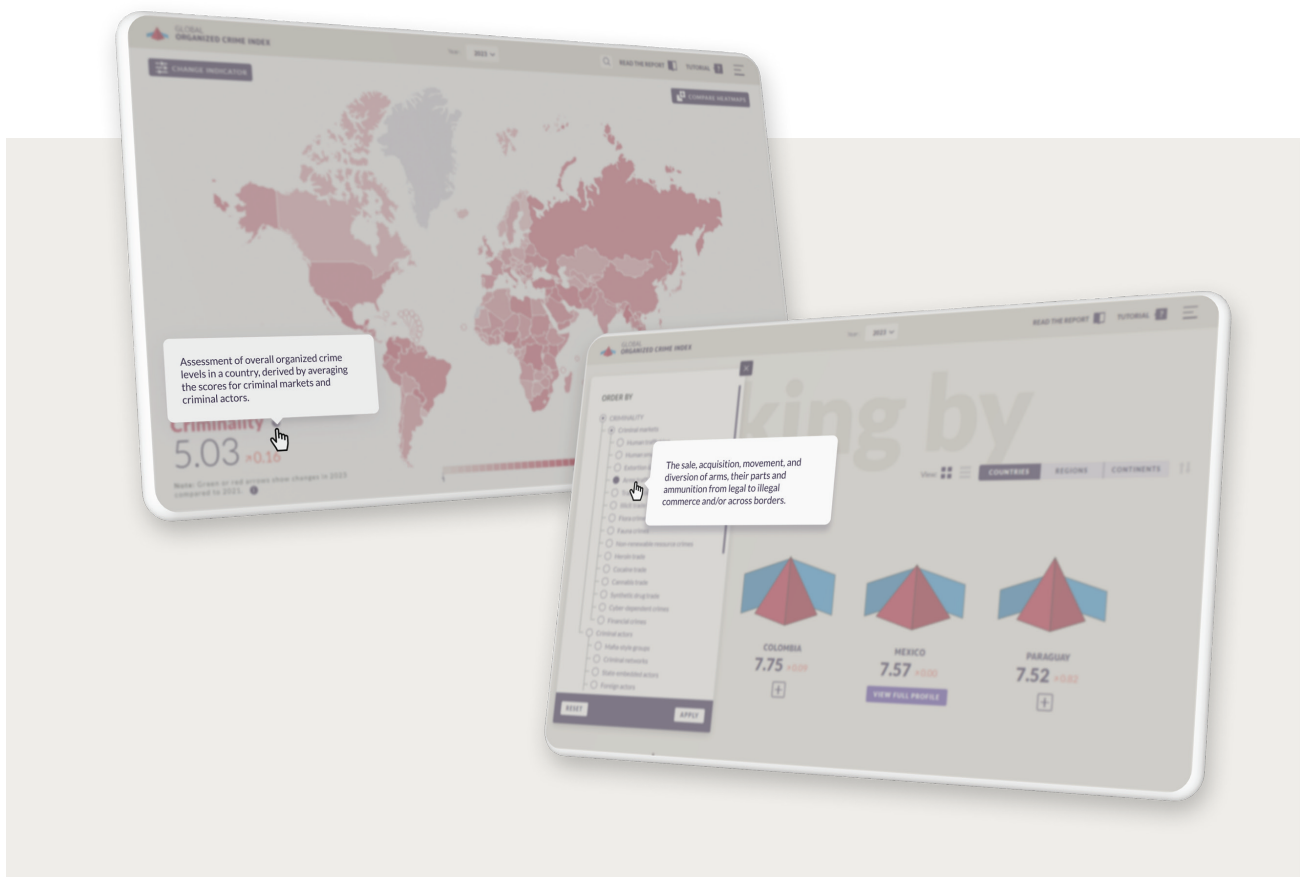 GLOBAL
ORGANIZED CRIME INDEX
Year: 2023
READ THE REPORT
TUTORIAL ?
CHANGE INDICATOR
COMPARE HEATMAPS
Assessment of overall organized crime
levels in a country, derived by averaging
the scores for criminal markets and
criminal actors.
Criminality
5.03 ↗0.16
Note: Green or red arrows show changes in 2023
compared to 2021.
GLOBAL
ORGANIZED CRIME INDEX
Year: 2023
READ THE REPORT
TUTORIAL ?
king by
ORDER BY
CRIMINALITY
Criminal markets
The sale, acquisition, movement, and
diversion of arms, their parts and
ammunition from legal to illegal
commerce and/or across borders.
Flora crimes
Fauna crimes
Non-renewable resource crimes
Heroin trade
Cocaine trade
Cannabis trade
Synthetic drug trade
Cyber-dependent crimes
Financial crimes
Criminal actors
Mafia-style groups
Criminal networks
State-embedded actors
Foreign actors
RESET
APPLY
View:
COUNTRIES
REGIONS
CONTINENTS
COLOMBIA
7.75
MEXICO
7.57
VIEW FULL PROFILE
PARAGUAY
7.52